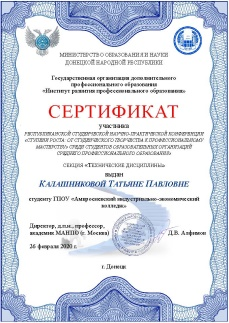 МИНИСТЕРСТВО ОБРАЗОВАНИЯ И НАУКИ
ДОНЕЦКОЙ НАРОДНОЙ РЕСПУБЛИКИ
Государственная организация дополнительного
профессионального образования
«Институт развития профессионального образования»
СЕРТИФИКАТ
участника
РЕСПУБЛИКАНСКОЙ СТУДЕНЧЕСКОЙ НАУЧНО-ПРАКТИЧЕСКОЙ КОНФЕРЕНЦИИ
«СТУПЕНИ РОСТА: ОТ СТУДЕНЧЕСКОГО ТВОРЧЕСТВА К ПРОФЕССИОНАЛЬНОМУ
МАСТЕРСТВУ» СРЕДИ СТУДЕНТОВ ОБРАЗОВАТЕЛЬНЫХ ОРГАНИЗАЦИЙ
СРЕДНЕГО ПРОФЕССИОНАЛЬНОГО ОБРАЗОВАНИЯ
СЕКЦИЯ «ТЕХНИЧЕСКИЕ ДИСЦИПЛИНЫ»
выдан
КАЛАШНИКОВОЙ ТАТЬЯНЕ ПАВЛОВНЕ
студенту ГПОУ «Амвросиевский индустриально-экономический
колледж»
Директор, д.п.н., профессор,
академик МАНПО (г. Москва) Д.В. Алфимов
26 февраля 2020 г.
г. Донецк